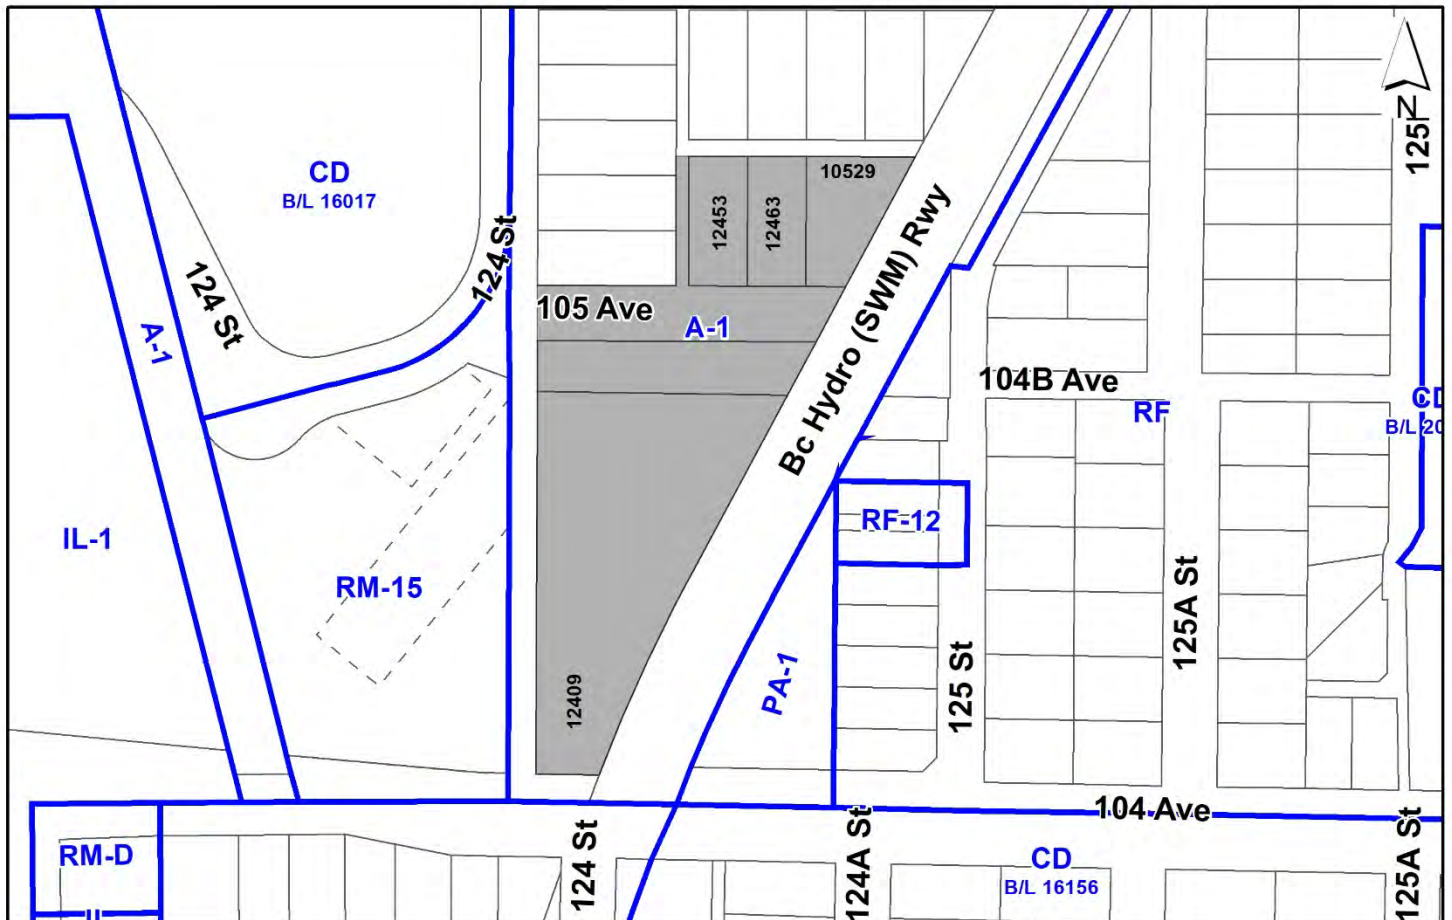 N
125
CD
B/L 16017
10529
12453
12463
124 St
124 St
A-1
105 Ave
A-1
Bc Hydro (SWM) Rwy
104B Ave
RF
CD
B/L 20
IL-1
RF-12
RM-15
125A St
PA-1
125 St
12409
104 Ave
RM-D
124 St
124A St
CD
B/L 16156
125A St